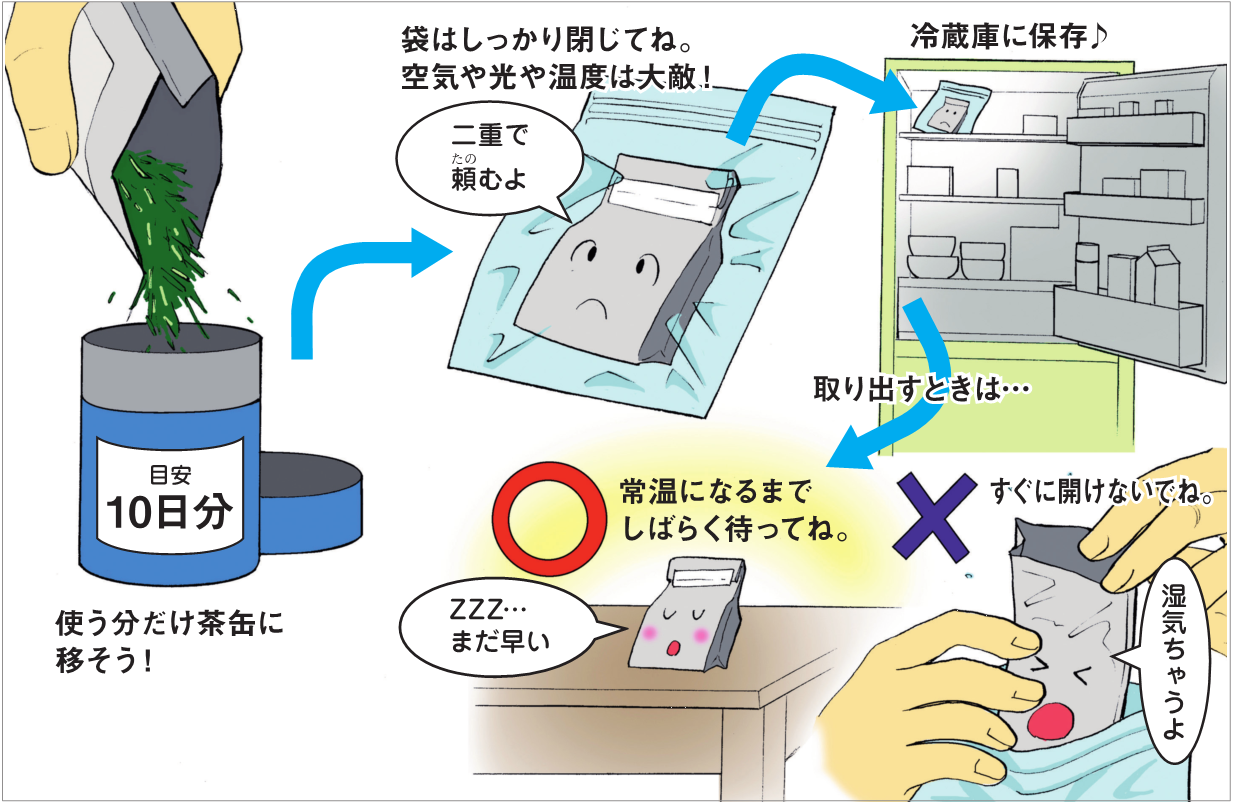 目安
10日分
使う分だけ茶缶に
移そう！
袋はしっかり閉じてね。
空気や光や温度は大敵！
二重で
たの
頼むよ
冷蔵庫に保存♪
取り出すときは…
常温になるまで
しばらく待ってね。
ZZZ…
まだ早い
すぐに開けないでね。
湿気ちゃうよ